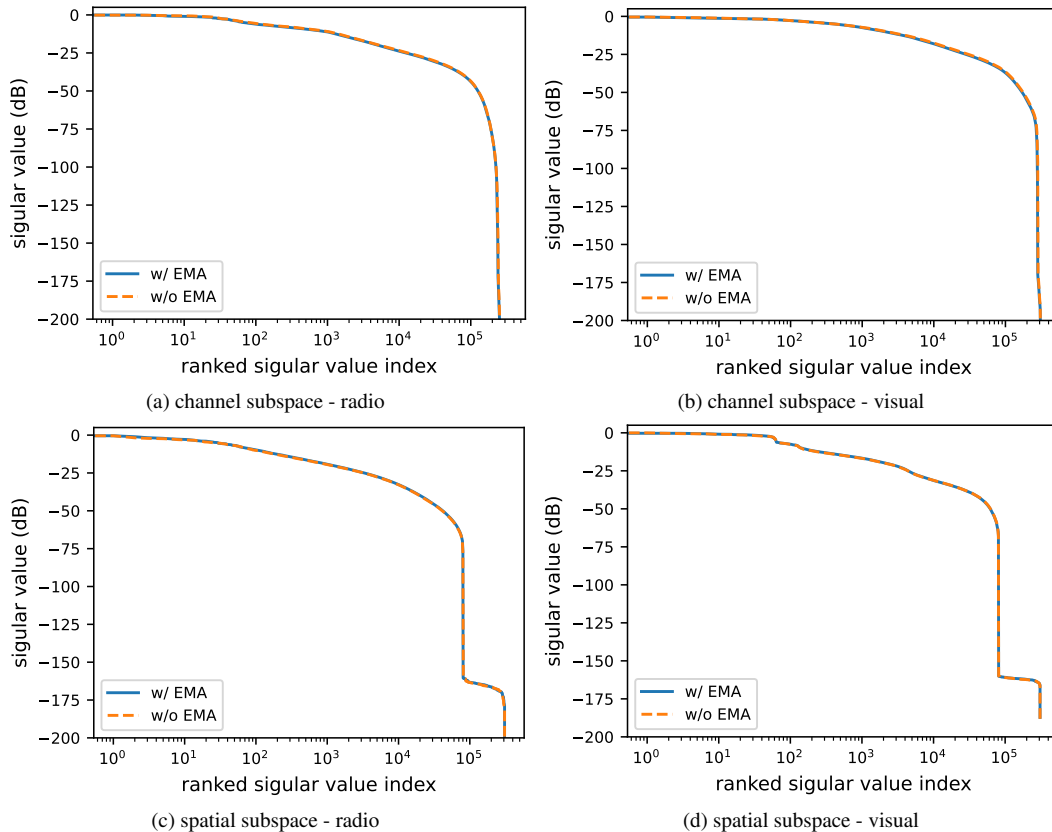 0
−25
−50
−75
−100
−125
−150
−175
−200
sigular value (dB)
w/ EMA
w/o EMA
10⁰ 10¹ 10² 10³ 10⁴ 10⁵
ranked sigular value index
(a) channel subspace - radio
0
−25
−50
−75
−100
−125
−150
−175
−200
sigular value (dB)
w/ EMA
w/o EMA
10⁰ 10¹ 10² 10³ 10⁴ 10⁵
ranked sigular value index
(b) channel subspace - visual
0
−25
−50
−75
−100
−125
−150
−175
−200
sigular value (dB)
w/ EMA
w/o EMA
10⁰ 10¹ 10² 10³ 10⁴ 10⁵
ranked sigular value index
(c) spatial subspace - radio
0
−25
−50
−75
−100
−125
−150
−175
−200
sigular value (dB)
w/ EMA
w/o EMA
10⁰ 10¹ 10² 10³ 10⁴ 10⁵
ranked sigular value index
(d) spatial subspace - visual